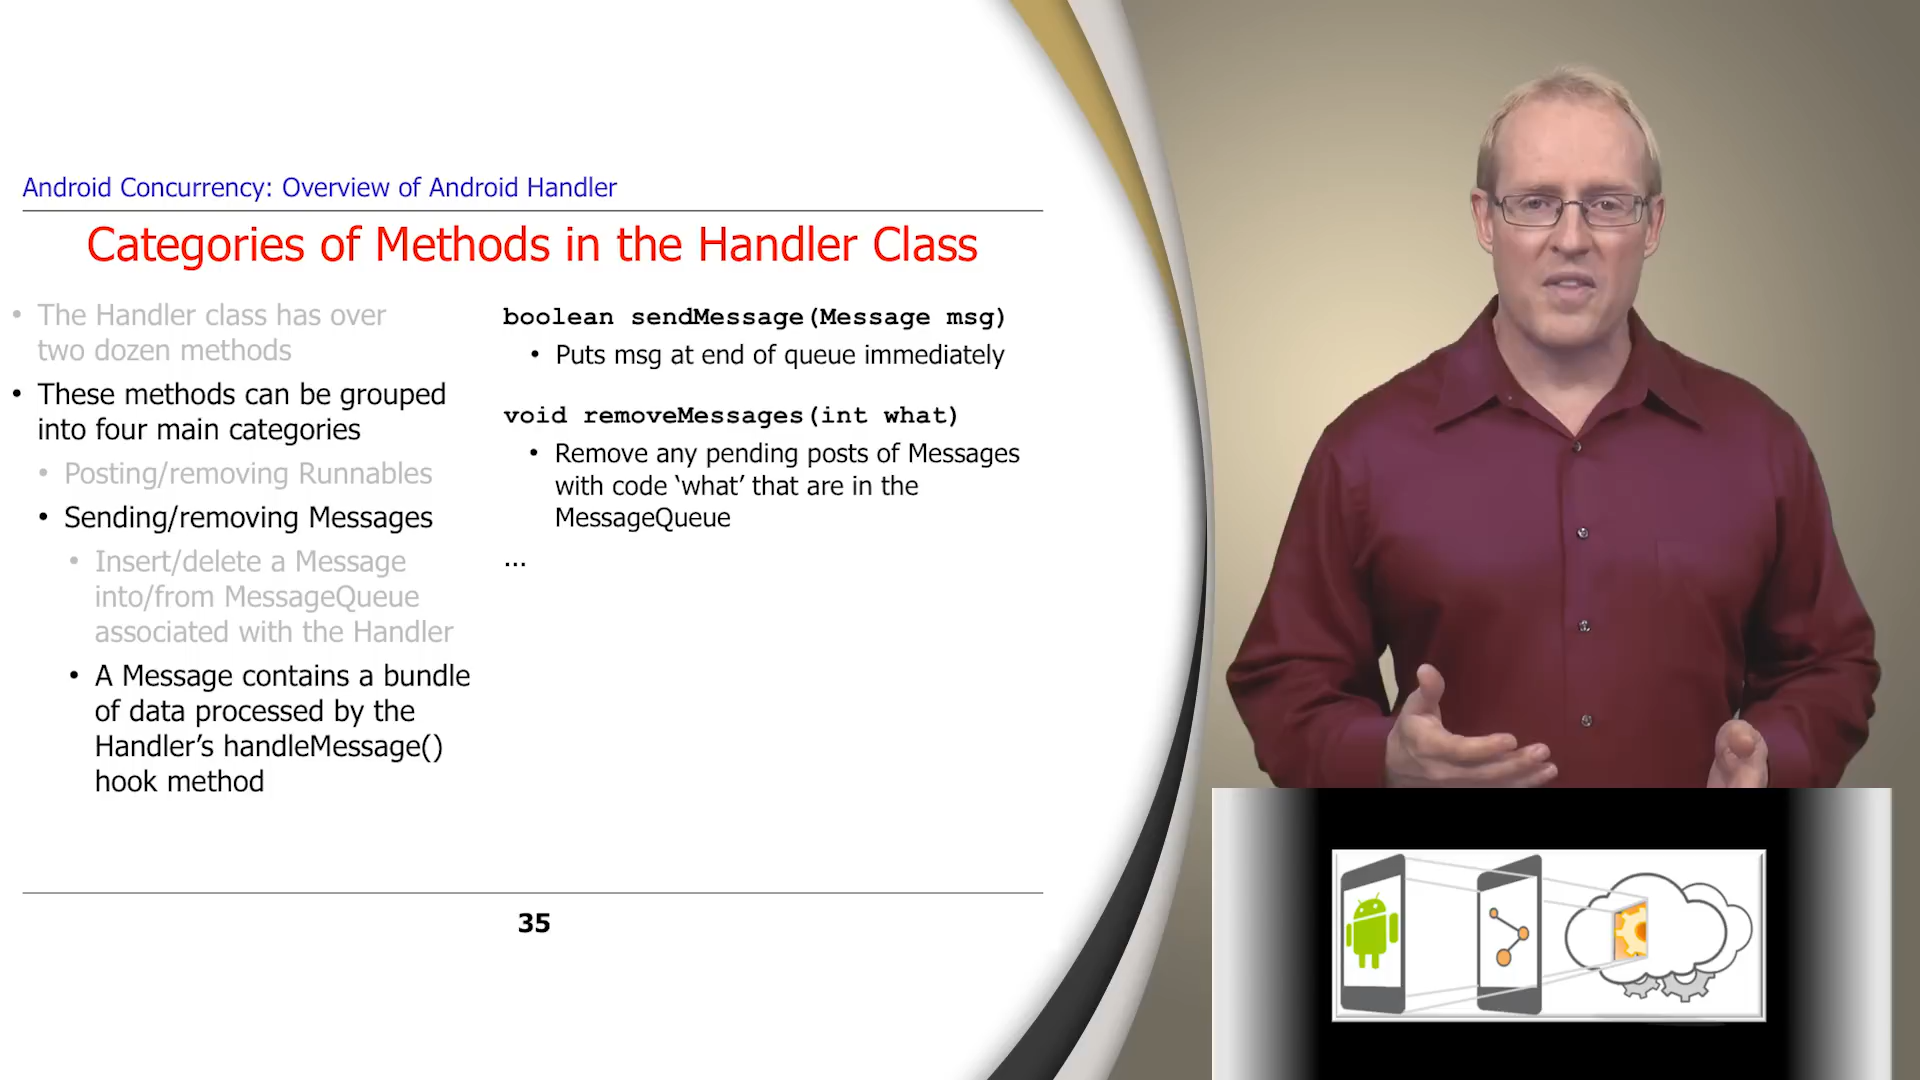 Android Concurrency: Overview of Android Handler
Categories of Methods in the Handler Class
• The Handler class has over
two dozen methods
• These methods can be grouped
into four main categories
• Posting/removing Runnables
• Sending/removing Messages
• Insert/delete a Message
into/from MessageQueue
associated with the Handler
• A Message contains a bundle
of data processed by the
Handler’s handleMessage()
hook method
boolean sendMessage(Message msg)
• Puts msg at end of queue immediately
void removeMessages(int what)
• Remove any pending posts of Messages
with code ‘what’ that are in the
MessageQueue
...
35